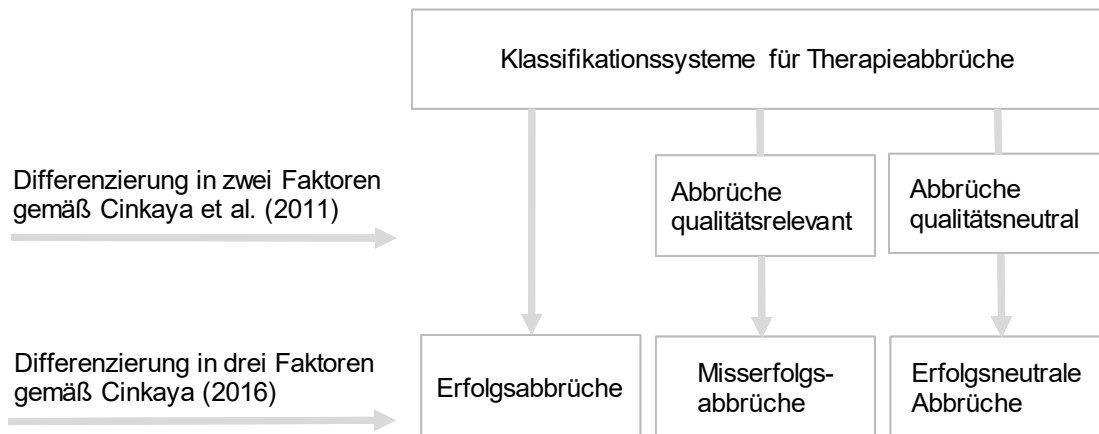 Klassifikationssysteme für Therapieabbrüche
Differenzierung in zwei Faktoren
gemäß Cinkaya et al. (2011)
Abbrüche
qualitätsrelevant
Abbrüche
qualitätsneutral
Differenzierung in drei Faktoren
gemäß Cinkaya (2016)
Erfolgsabbrüche
Misserfolgs-
abbrüche
Erfolgsneutrale
Abbrüche